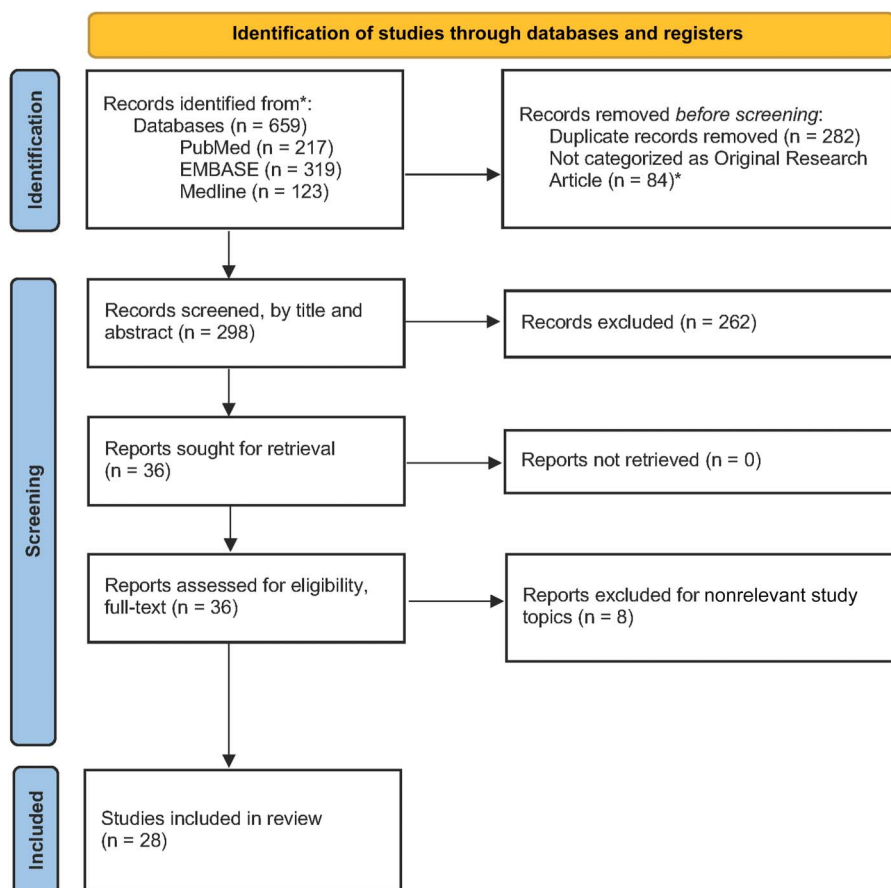 Identification of studies through databases and registers
Identification
Records identified from*:
Databases (n = 659)
PubMed (n = 217)
EMBASE (n = 319)
Medline (n = 123)
Records removed before screening:
Duplicate records removed (n = 282)
Not categorized as Original Research
Article (n = 84)*
Screening
Records screened, by title and
abstract (n = 298)
Records excluded (n = 262)
Reports sought for retrieval
(n = 36)
Reports not retrieved (n = 0)
Reports assessed for eligibility,
full-text (n = 36)
Reports excluded for nonrelevant study
topics (n = 8)
Included
Studies included in review
(n = 28)